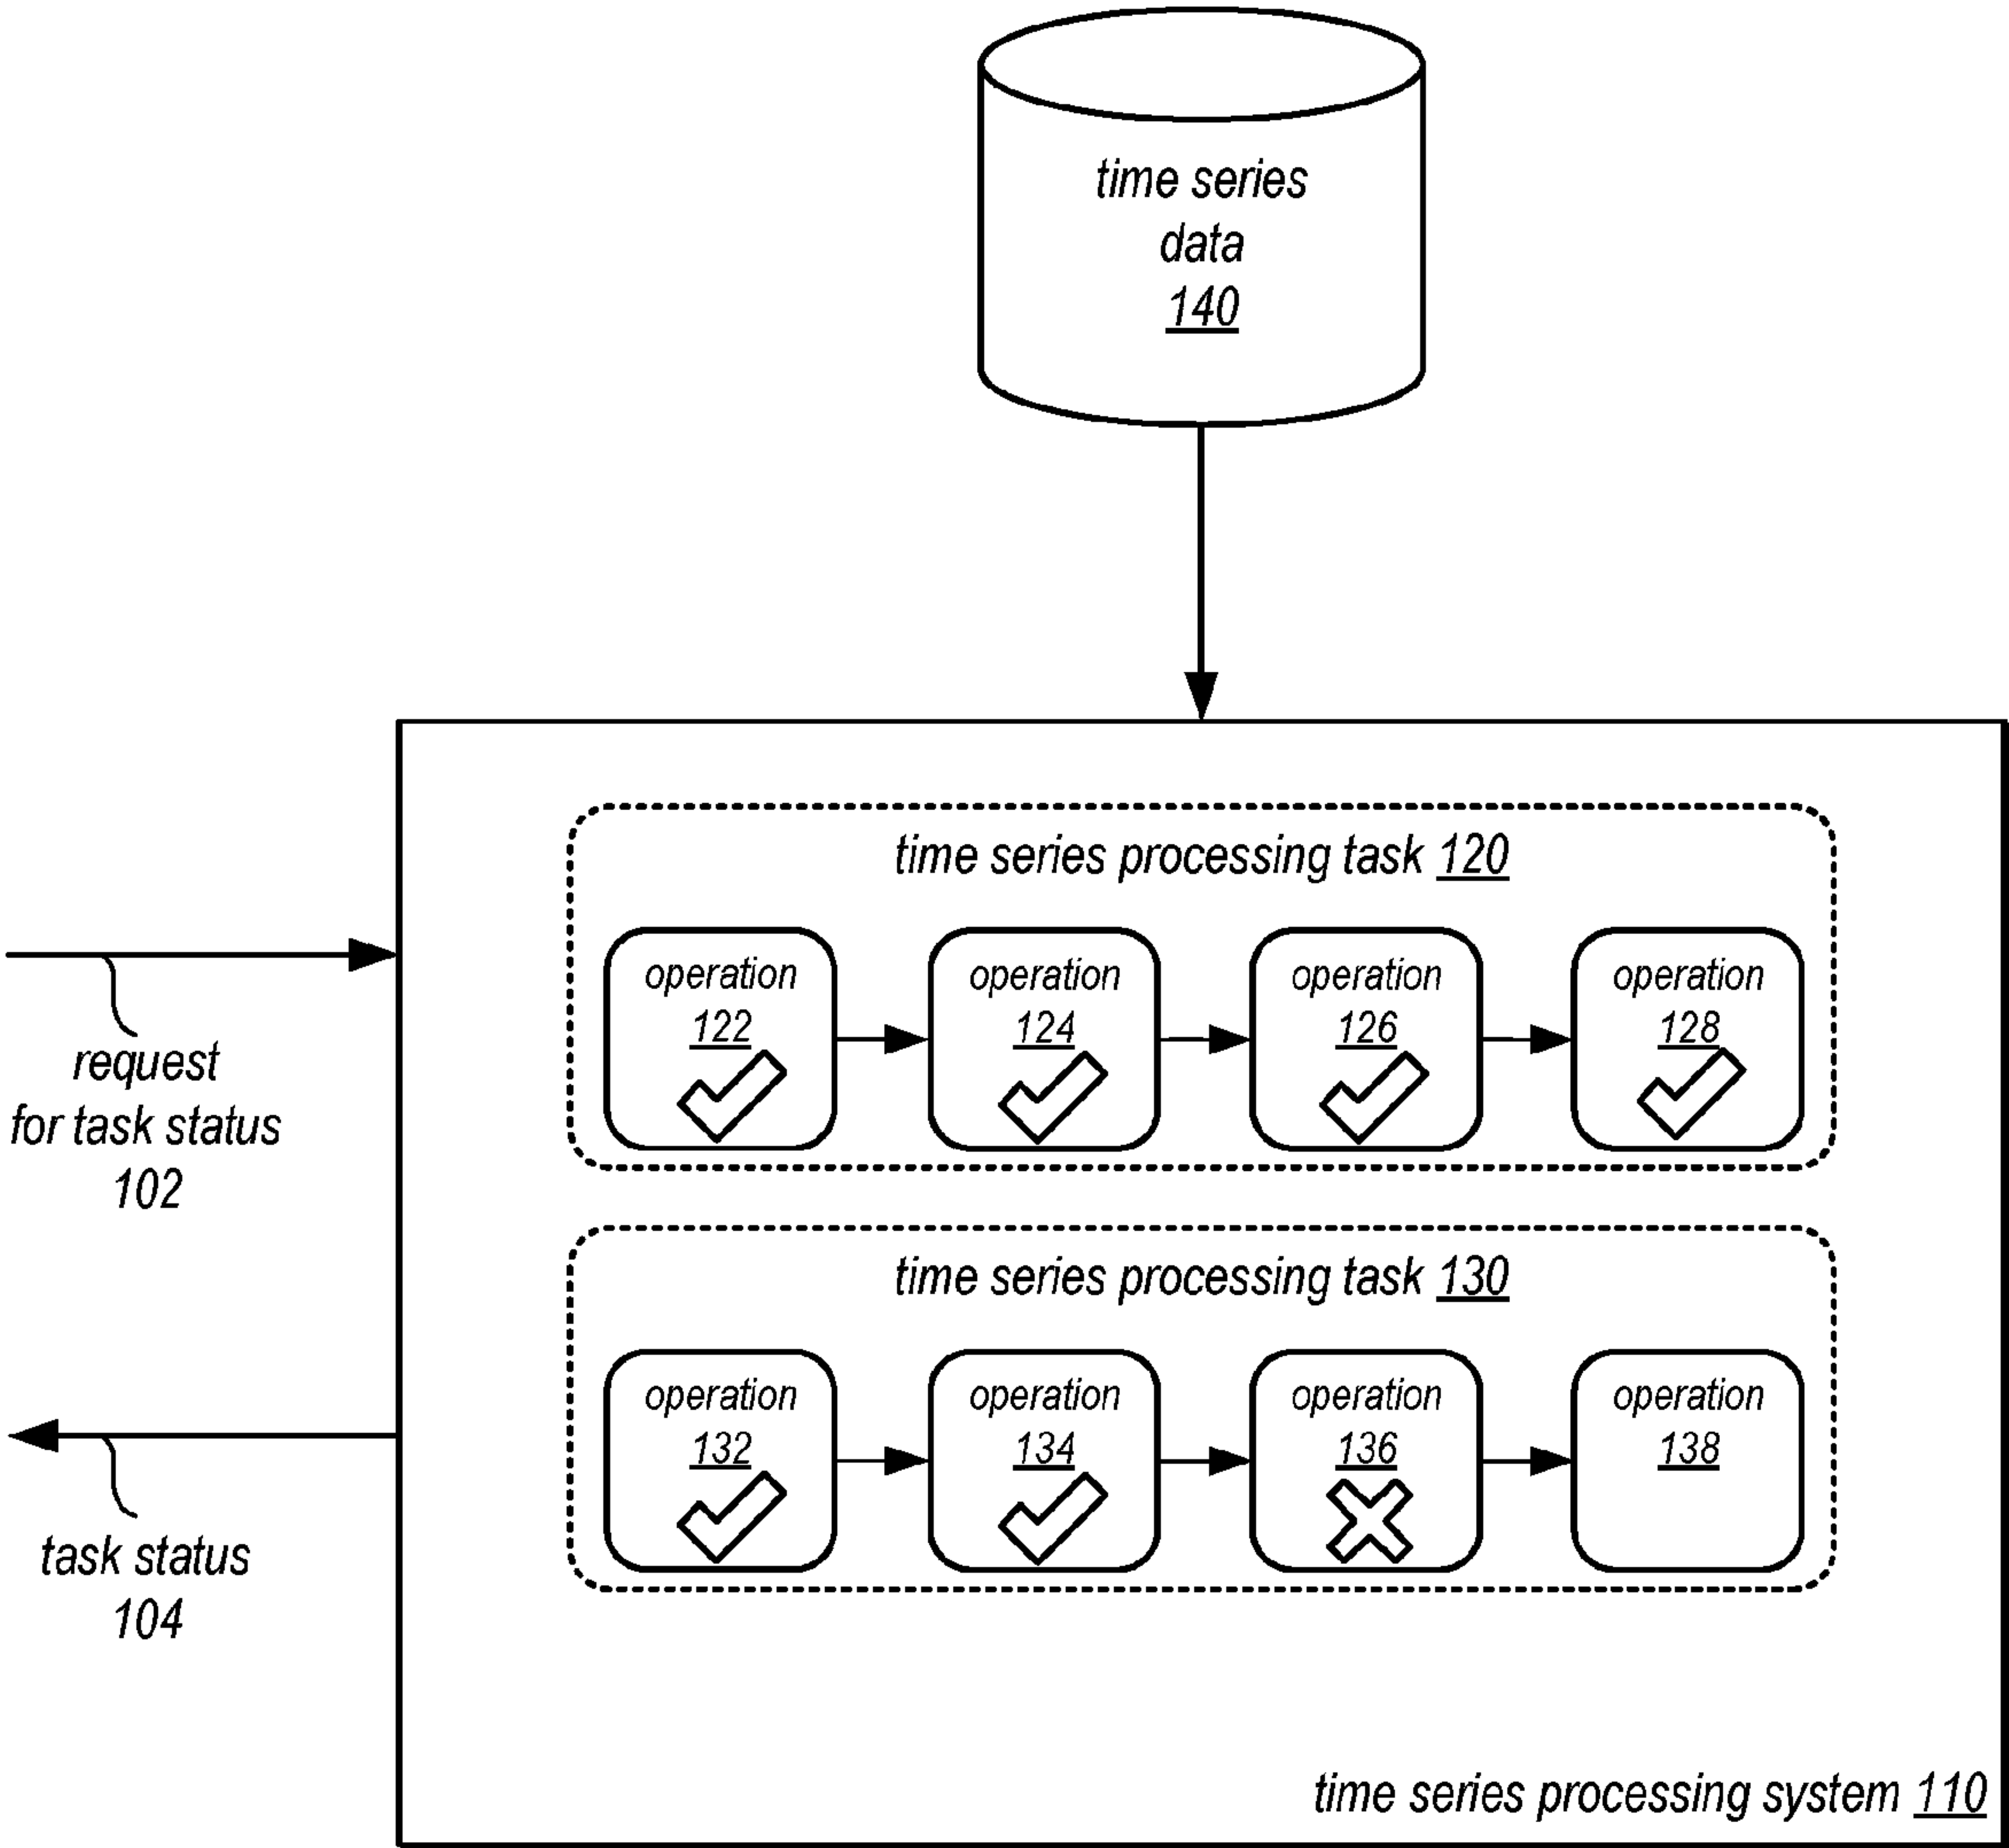 time series
data
140
time series processing task 120
operation
122
operation
124
operation
126
operation
128
request
for task status
102
time series processing task 130
operation
132
operation
134
operation
136
operation
138
task status
104
time series processing system 110